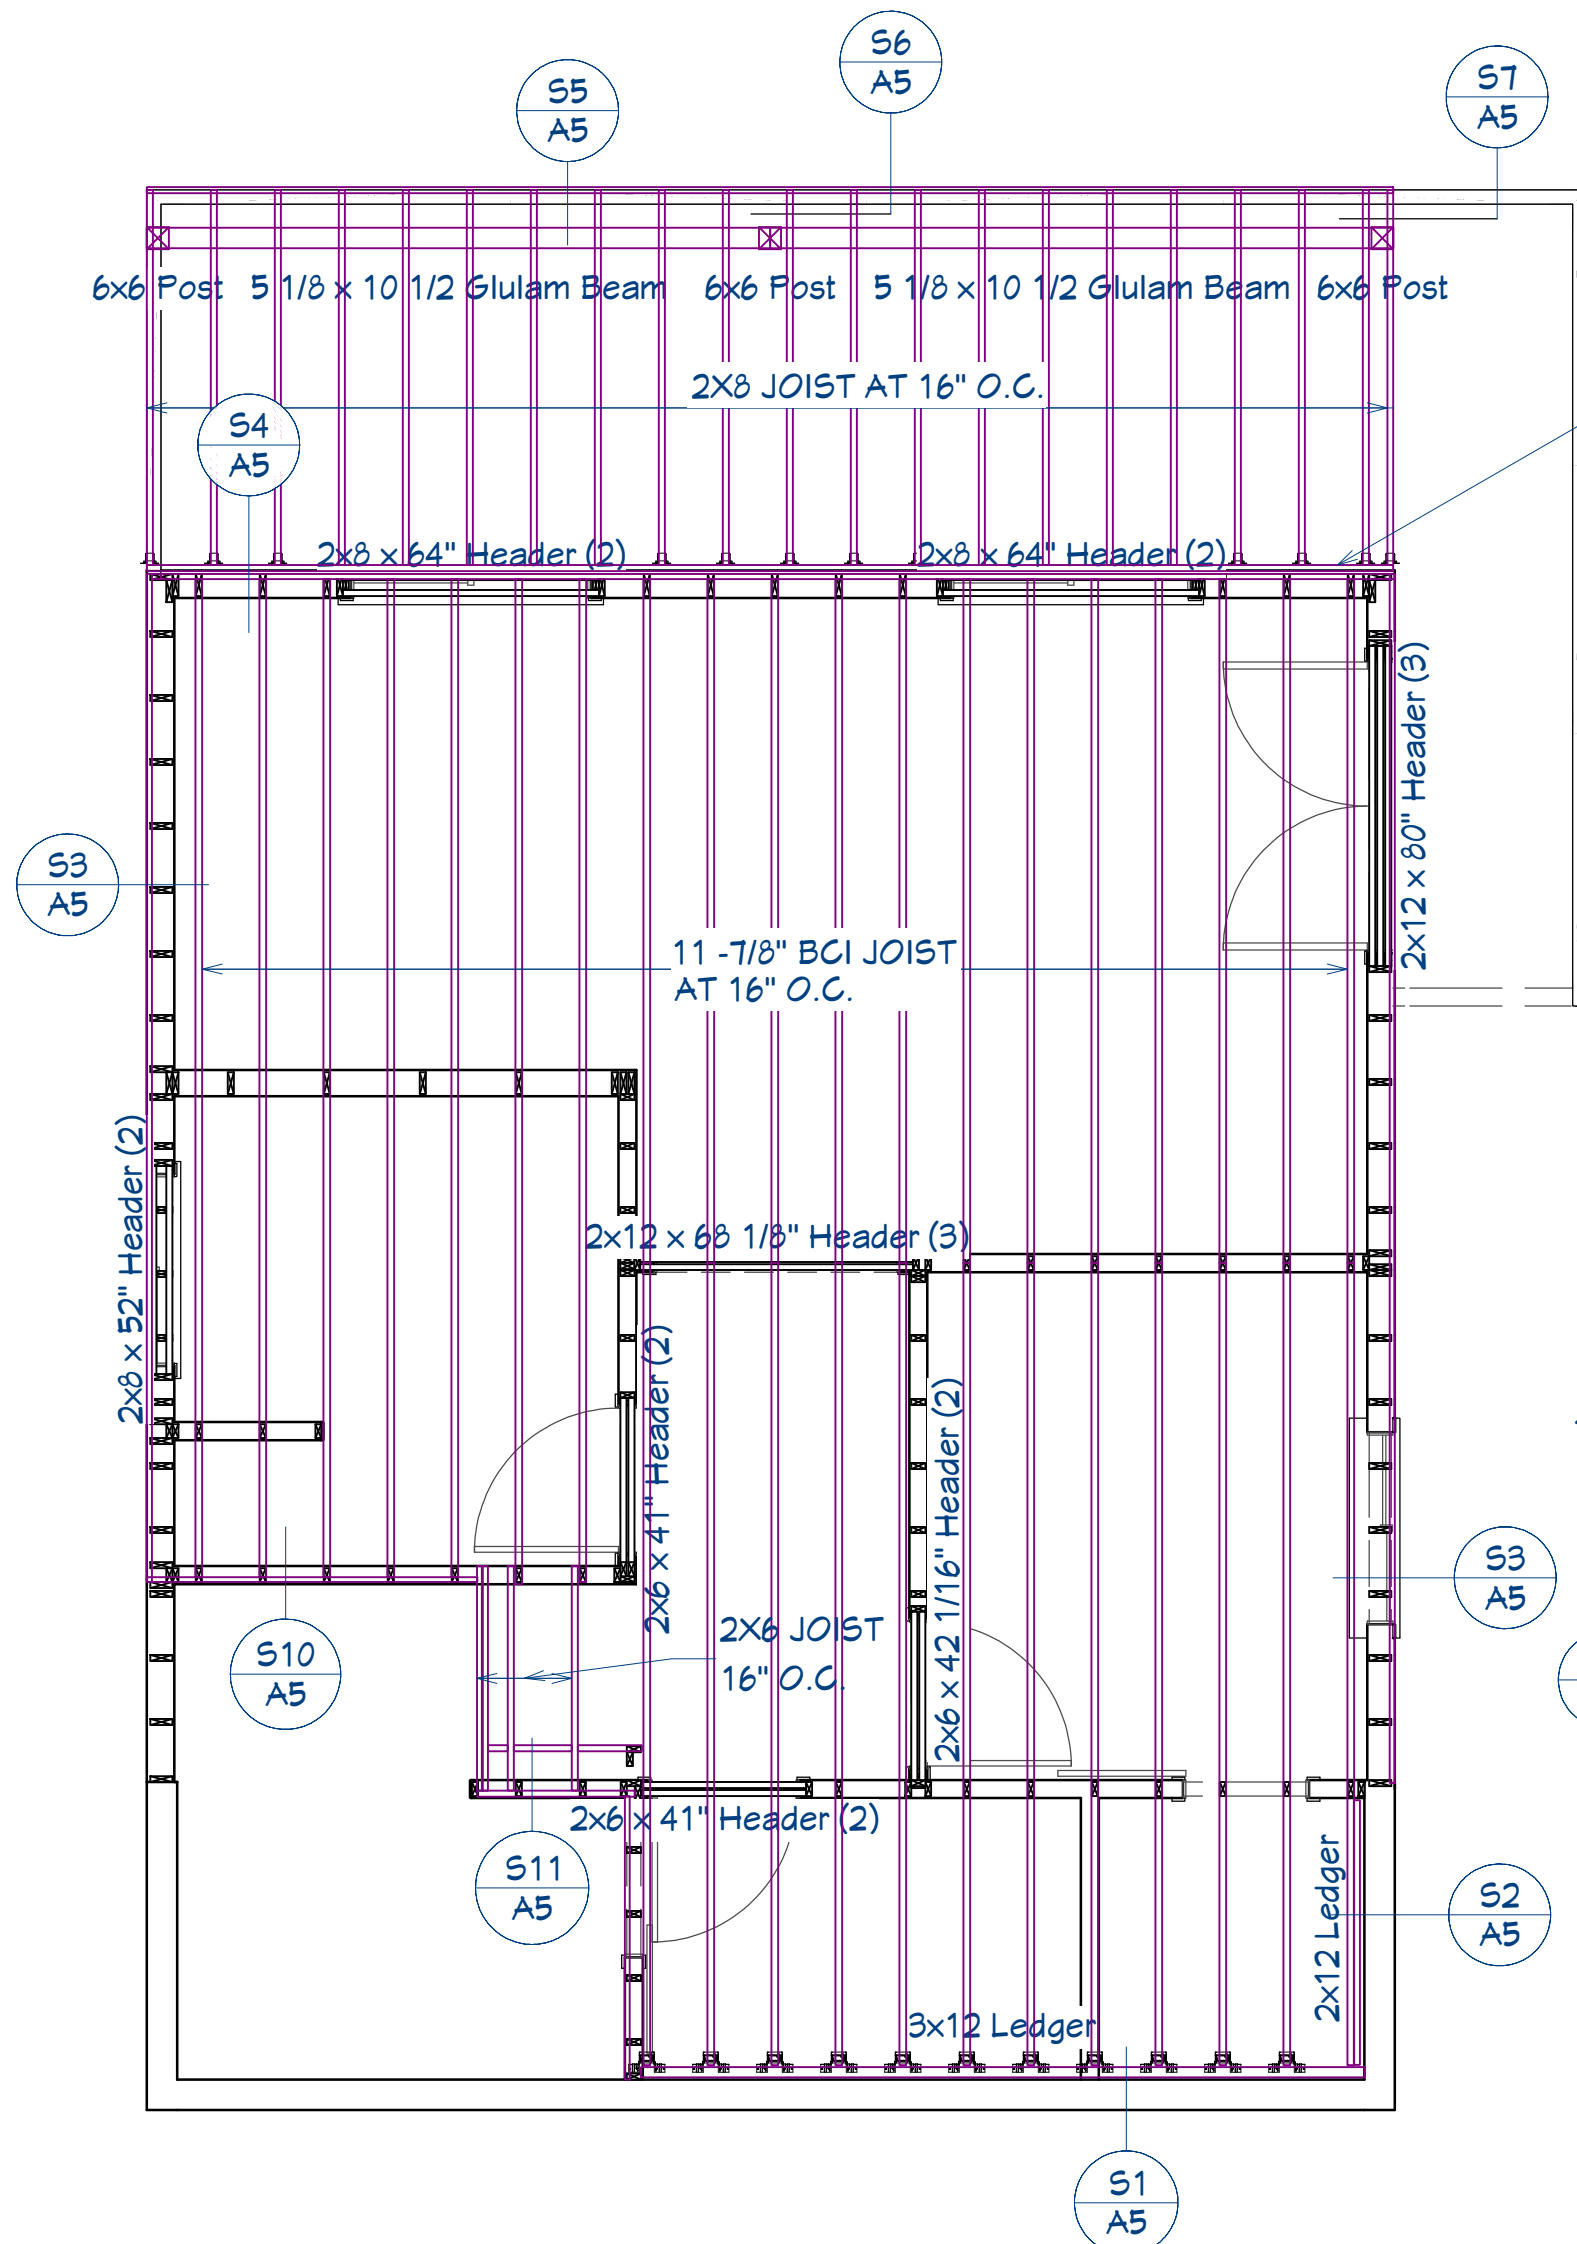 S6
A5
S5
A5
S7
A5
6x6 Post
5 1/8 x 10 1/2 Glulam Beam
6x6 Post
5 1/8 x 10 1/2 Glulam Beam
6x6 Post
2X8 JOIST AT 16" O.C.
S4
A5
2x8 x 64" Header (2)
2x8 x 64" Header (2)
2x12 x 80" Header (3)
S3
A5
11 -7/8" BCI JOIST
AT 16" O.C.
2x8 x 52" Header (2)
2x12 x 68 1/8" Header (3)
2x6 x 41" Header (2)
2x6 x 42 1/16" Header (2)
S3
A5
2X6 JOIST
16" O.C.
S10
A5
2x6 x 41" Header (2)
S11
A5
2x12 Ledger
S2
A5
3x12 Ledger
S1
A5